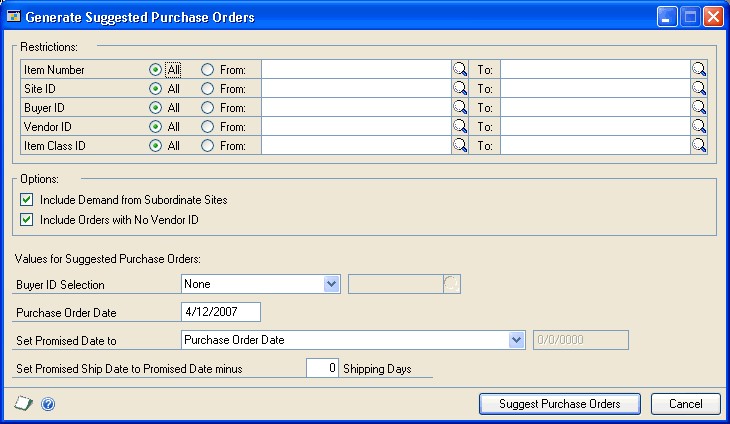 Generate Suggested Purchase Orders
Restrictions:
Item Number All From: To:
Site ID All From: To:
Buyer ID All From: To:
Vendor ID All From: To:
Item Class ID All From: To:
Options:
Include Demand from Subordinate Sites
Include Orders with No Vendor ID
Values for Suggested Purchase Orders:
Buyer ID Selection None
Purchase Order Date 4/12/2007
Set Promised Date to Purchase Order Date 0/0/0000
Set Promised Ship Date to Promised Date minus 0 Shipping Days
Suggest Purchase Orders Cancel